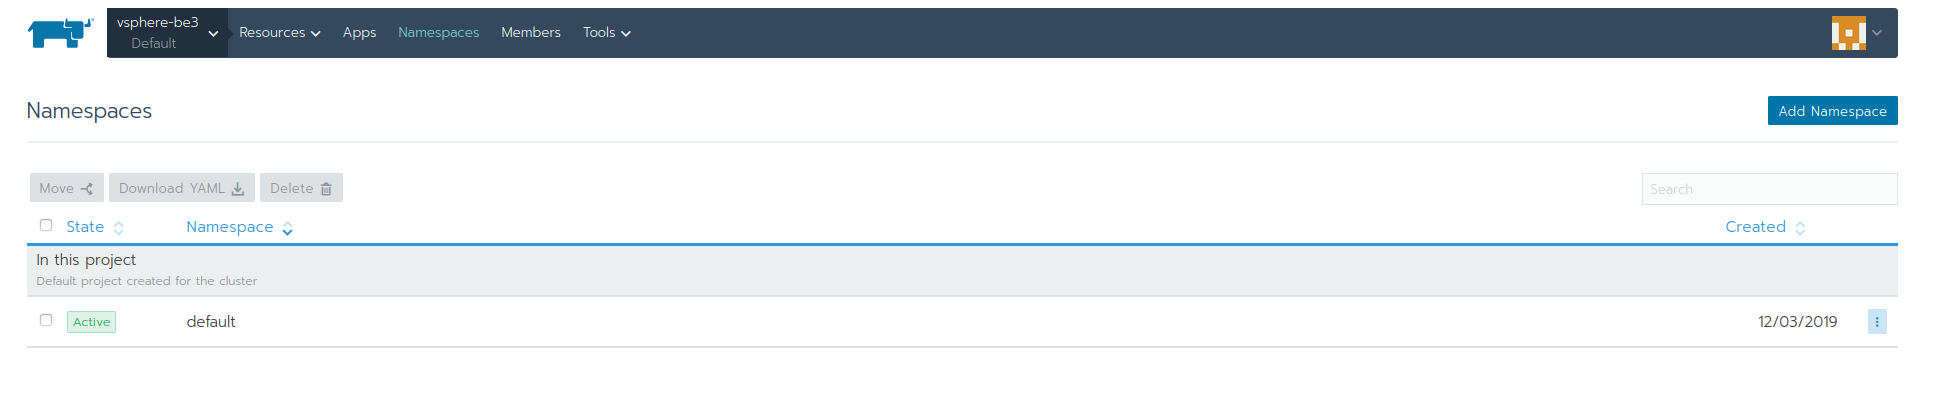 vsphere-be3
Default
Resources Apps Namespaces Members Tools
Namespaces
Add Namespace
Move Download YAML Delete
Search
State Namespace Created
In this project
Default project created for the cluster
Active default 12/03/2019